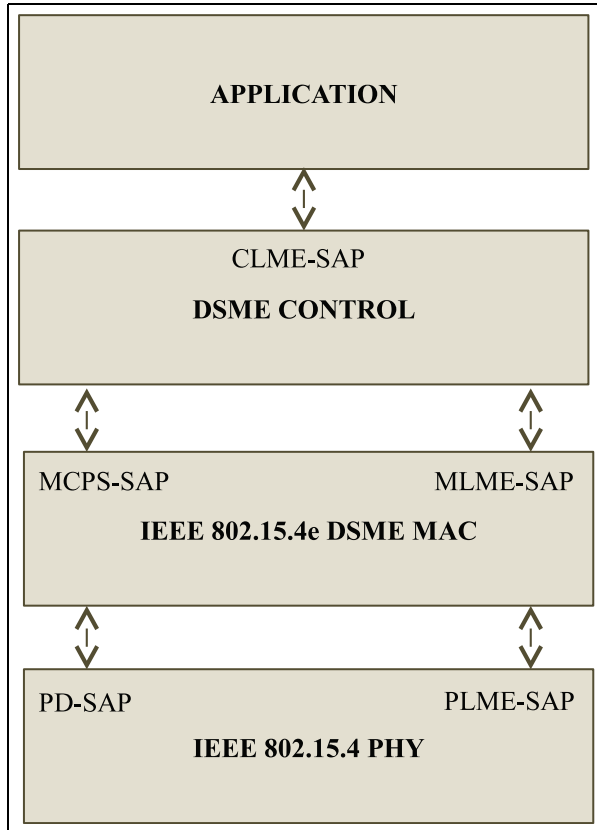 APPLICATION
CLME-SAP
DSME CONTROL
MCPS-SAP MLME-SAP
IEEE 802.15.4e DSME MAC
PD-SAP PLME-SAP
IEEE 802.15.4 PHY